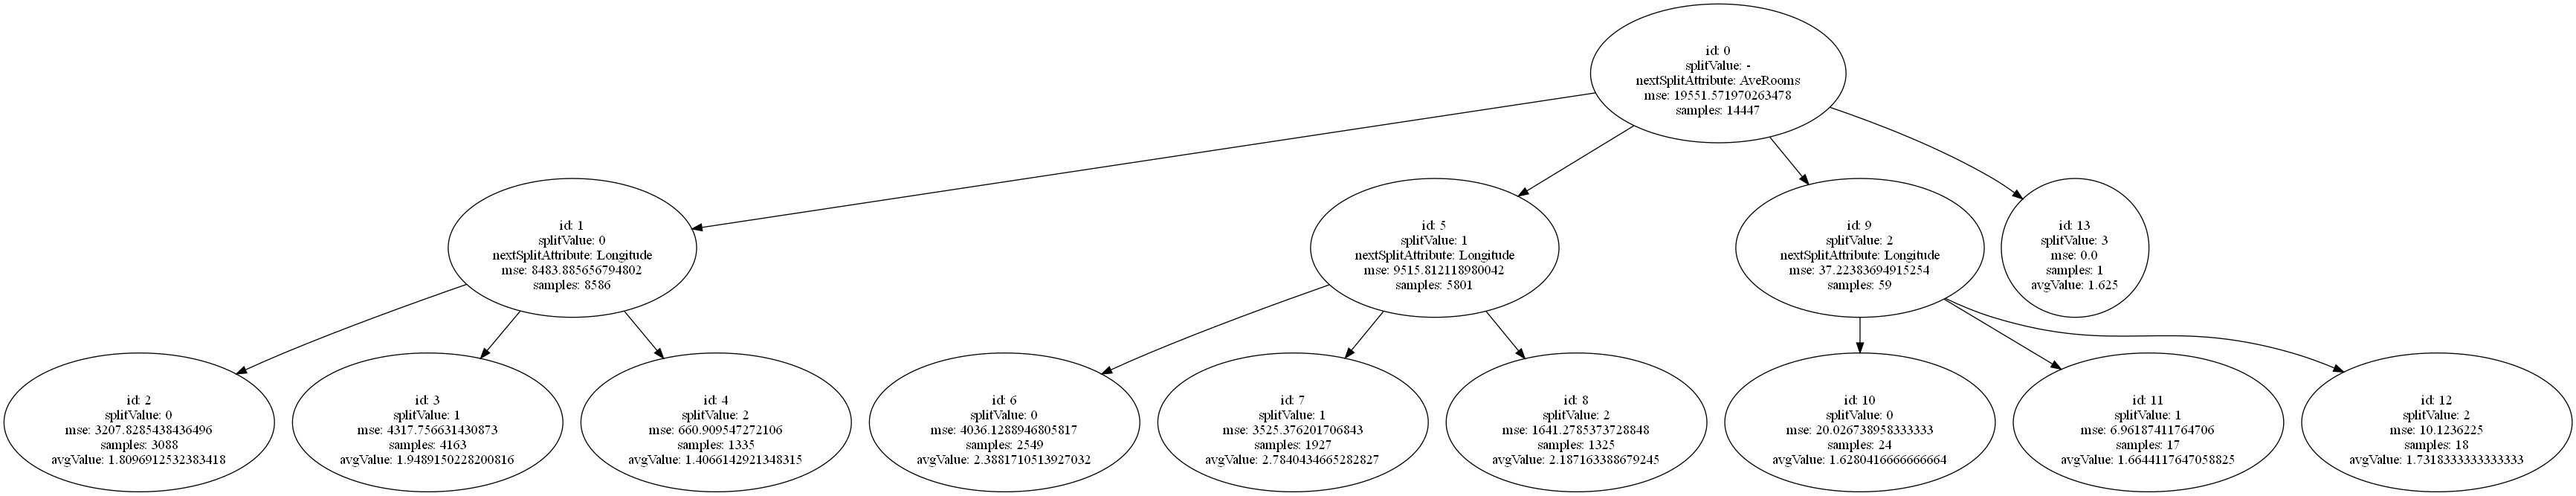 id: 0
splitValue: -
nextSplitAttribute: AveRooms
mse: 19551.571970263478
samples: 14447
id: 1
splitValue: 0
nextSplitAttribute: Longitude
mse: 8483.885656794802
samples: 8586
id: 5
splitValue: 1
nextSplitAttribute: Longitude
mse: 9515.812118980042
samples: 5801
id: 9
splitValue: 2
nextSplitAttribute: Longitude
mse: 37.22383694915254
samples: 59
id: 13
splitValue: 3
mse: 0.0
samples: 1
avgValue: 1.625
id: 2
splitValue: 0
mse: 3207.8285438436496
samples: 3088
avgValue: 1.8096912532383418
id: 3
splitValue: 1
mse: 4317.756631430873
samples: 4163
avgValue: 1.9489150228200816
id: 4
splitValue: 2
mse: 660.909547272106
samples: 1335
avgValue: 1.4066142921348315
id: 6
splitValue: 0
mse: 4036.1288946805817
samples: 2549
avgValue: 2.3881710513927032
id: 7
splitValue: 1
mse: 3525.376201706843
samples: 1927
avgValue: 2.7840434665282827
id: 8
splitValue: 2
mse: 1641.2785373728848
samples: 1325
avgValue: 2.187163388679245
id: 10
splitValue: 0
mse: 20.026738958333333
samples: 24
avgValue: 1.6280416666666664
id: 11
splitValue: 1
mse: 6.96187411764706
samples: 17
avgValue: 1.6644117647058825
id: 12
splitValue: 2
mse: 10.1236225
samples: 18
avgValue: 1.7318333333333333